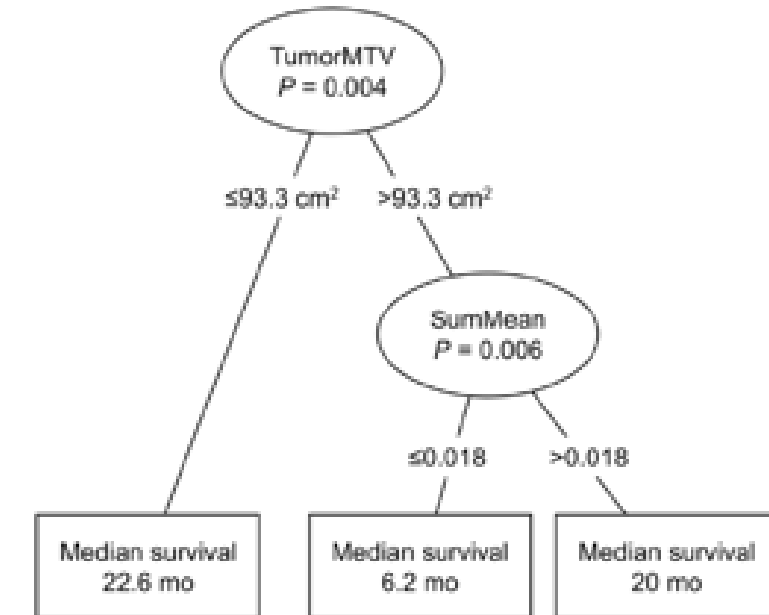 TumorMTV
P = 0.004
≤93.3 cm²
>93.3 cm²
SumMean
P = 0.006
≤0.018
>0.018
Median survival
22.6 mo
Median survival
6.2 mo
Median survival
20 mo